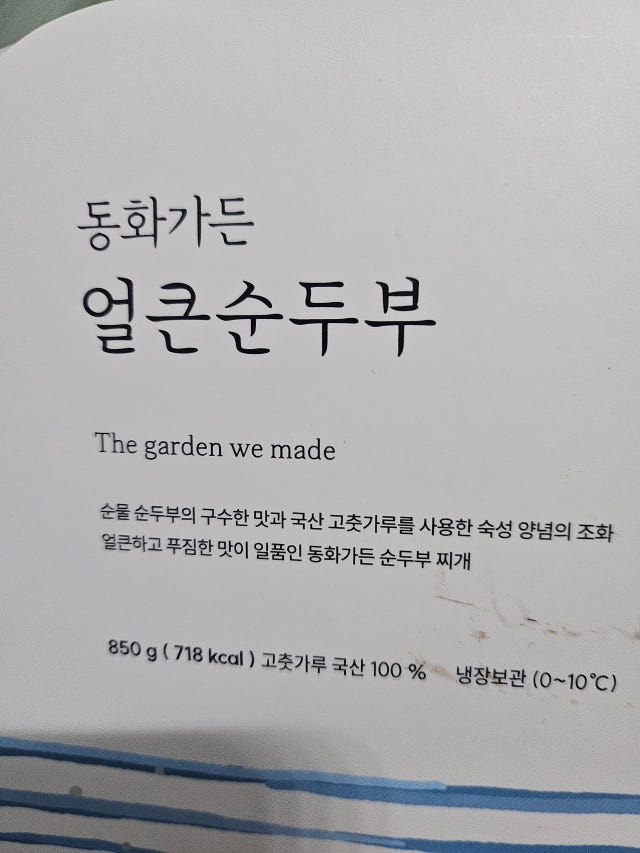 동화가든
얼큰순두부
The garden we made
순물 순두부의 구수한 맛과 국산 고춧가루를 사용한 숙성 양념의 조화
얼큰하고 푸짐한 맛이 일품인 동화가든 순두부 찌개
850 g ( 718 kcal ) 고춧가루 국산 100 % 냉장보관 (0~10℃)